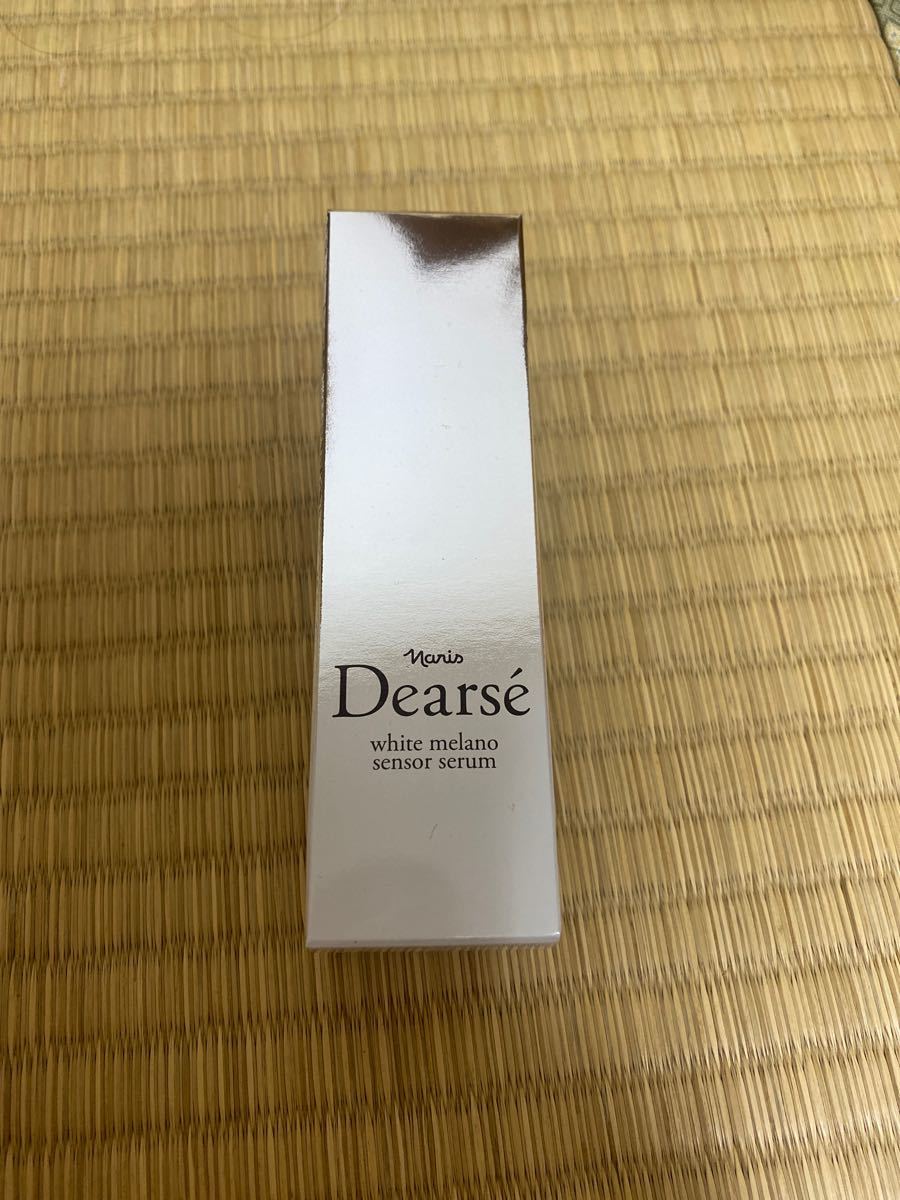 Naris
Dearsé
white melano
sensor serum